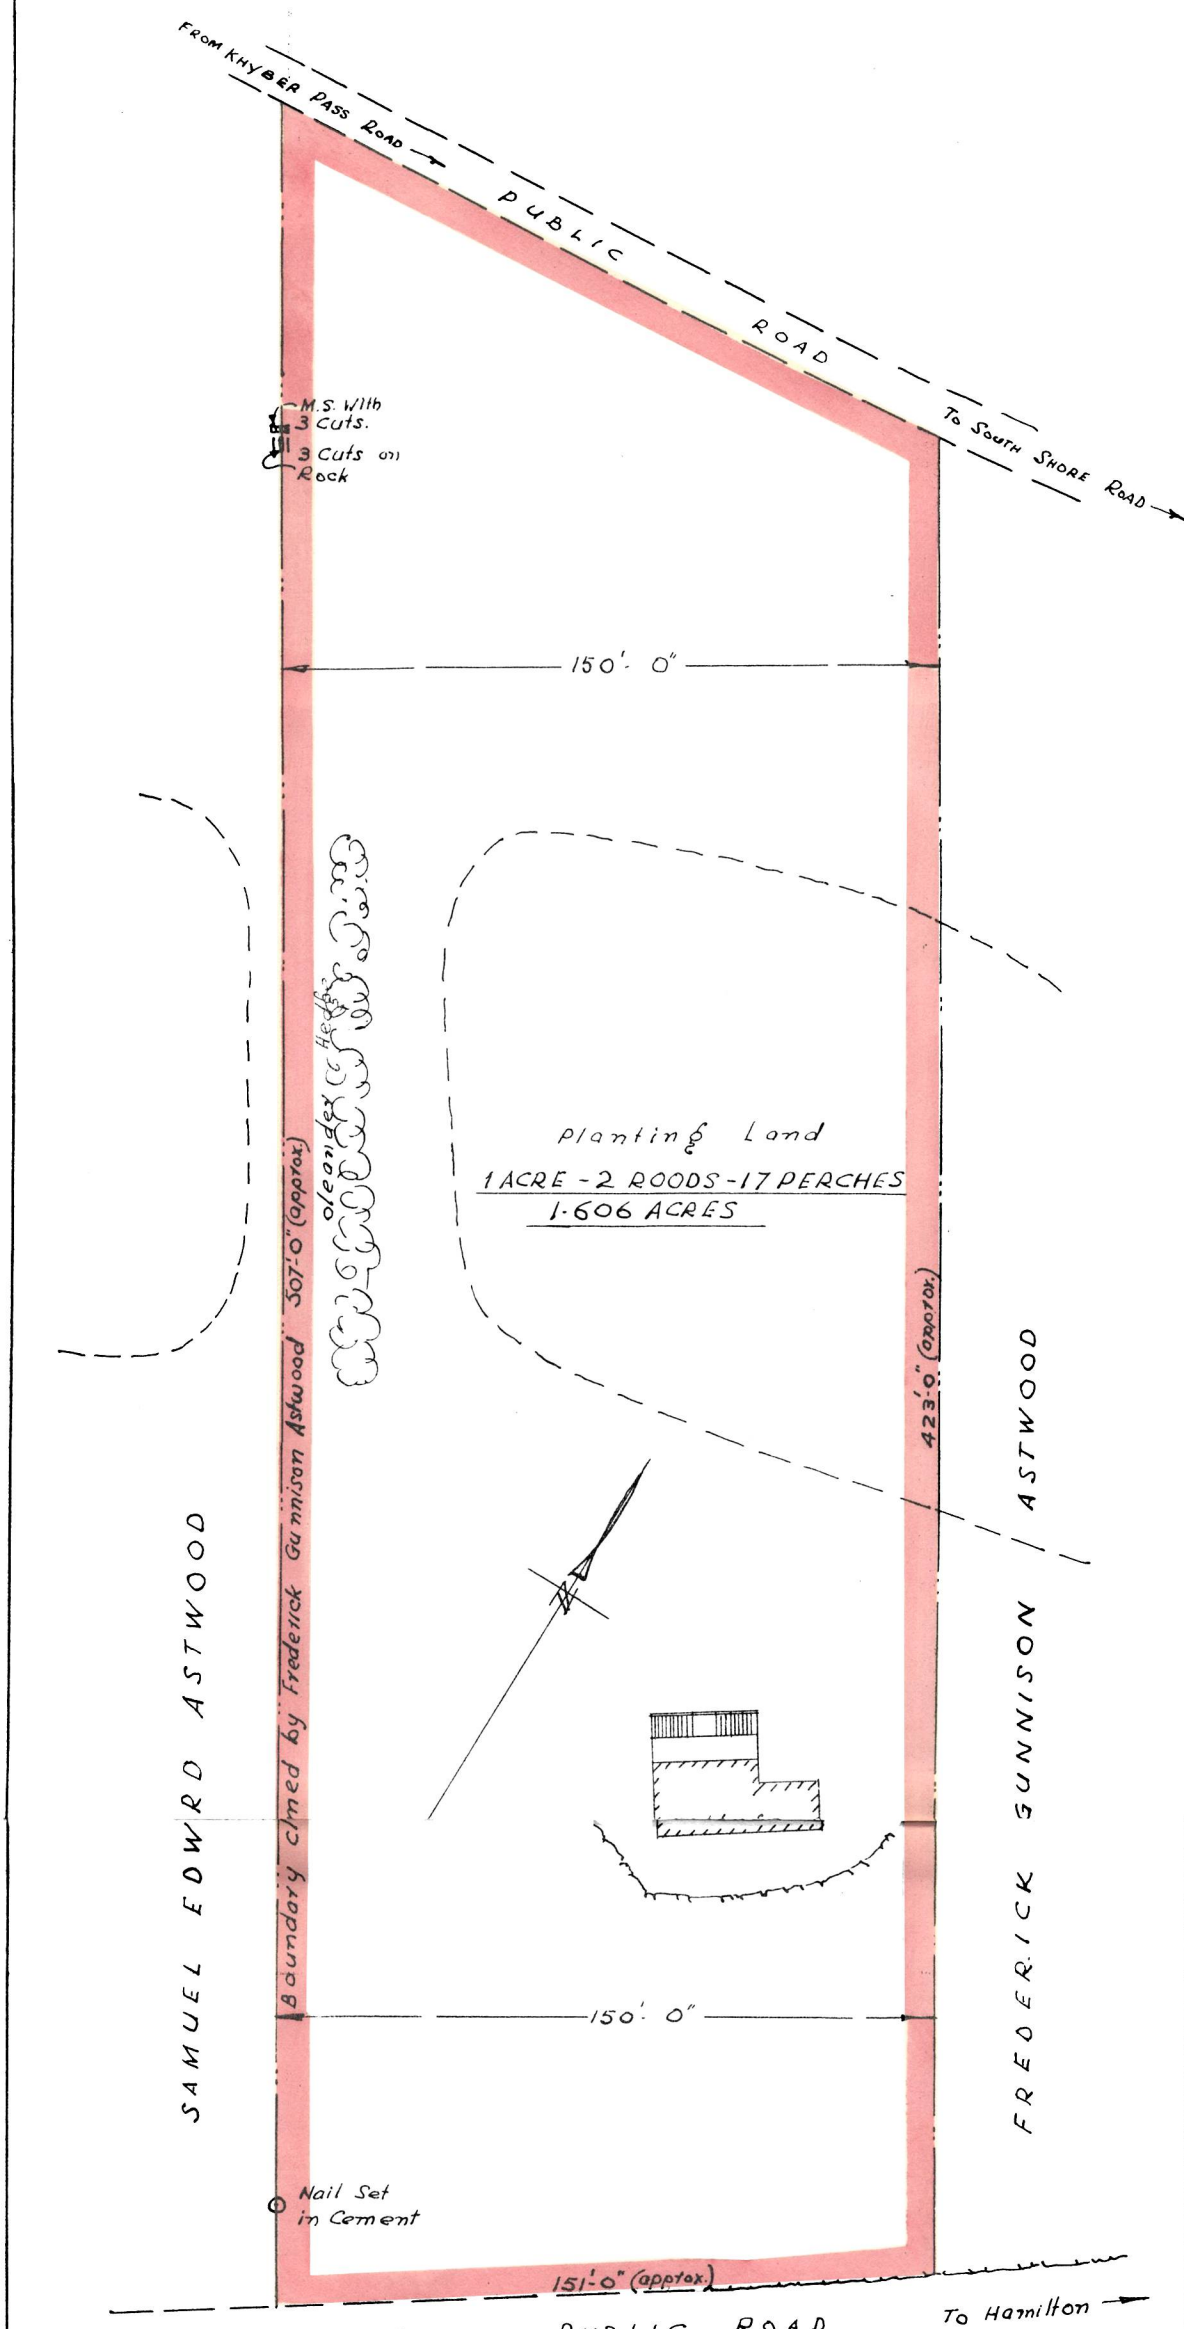 FROM KHYBER PASS ROAD
PUBLIC ROAD
To SOUTH SHORE ROAD
M.S. With
3 Cuts.
3 Cuts on
Rock
150'- 0"
oleander Hedge
Planting Land
1 ACRE - 2 ROODS - 17 PERCHES
1.606 ACRES
Boundary clmed by Frederick Gunnison Astwood 507'-0" (approx.)
423'-0" (approx.)
SAMUEL EDWRD ASTWOOD
FREDERICK GUNNISON ASTWOOD
N
150'- 0"
Nail Set
in Cement
151'-0" (approx.)
PUBLIC ROAD
To Hamilton